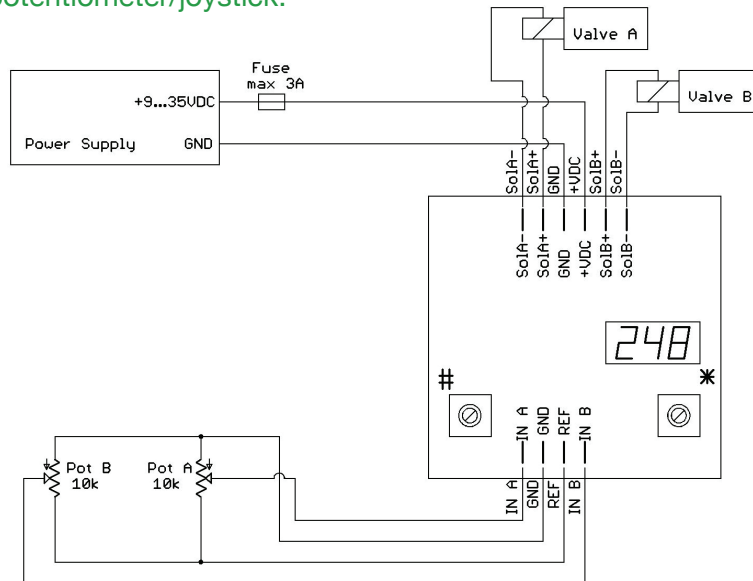 potentiometer/joystick.
Valve A
Fuse
max 3A
+9...35VDC
Valve B
Power Supply
GND
SolA-
SolA+
GND
+VDC
SolB+
SolB-
SolA-
SolA+
GND
+VDC
SolB+
SolB-
248
#
*
IN A
GND
REF
IN B
Pot B
10k
Pot A
10k
IN A
GND
REF
IN B